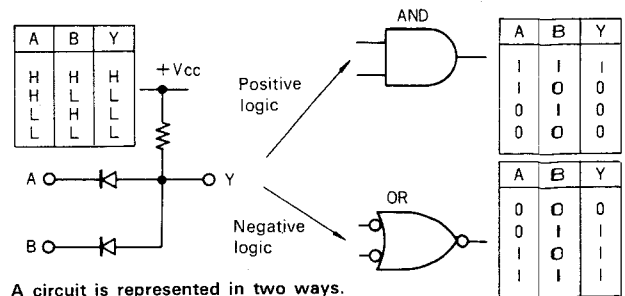 A B Y
H H H
H L L
L H L
L L L
+Vcc
A
Y
B
Positive
logic
Negative
logic
AND
A B Y
1 1 1
1 0 0
0 1 0
0 0 0
OR
A B Y
0 0 0
0 1 1
1 0 1
1 1 1
A circuit is represented in two ways.